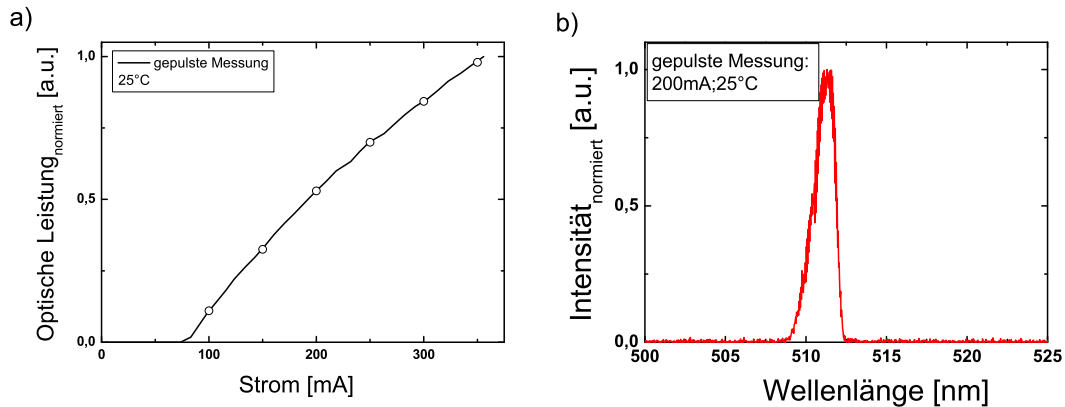 a)
Optische Leistung normiert [a.u.]
1,0
0,5
0,0
gepulste Messung
25°C
0
100
200
300
Strom [mA]
b)
Intensität normiert [a.u.]
1,0
0,5
0,0
gepulste Messung:
200mA;25°C
500
505
510
515
520
525
Wellenlänge [nm]